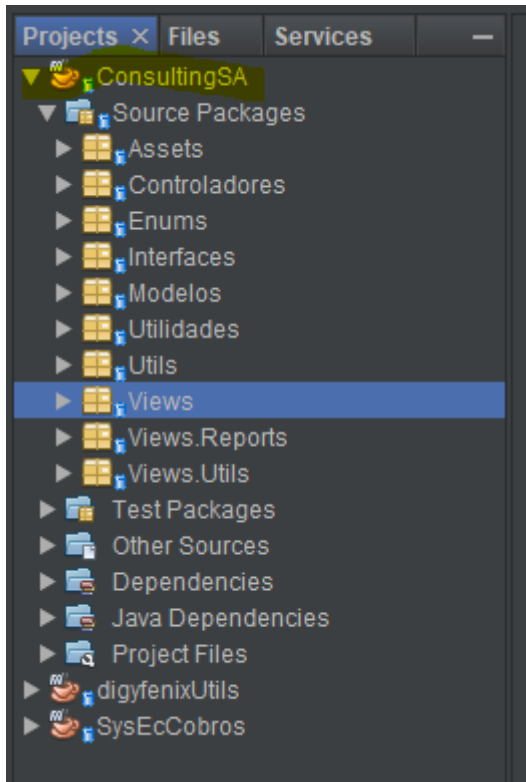 Projects Files Services
ConsultingSA
Source Packages
Assets
Controladores
Enums
Interfaces
Modelos
Utilidades
Utils
Views
Views.Reports
Views.Utils
Test Packages
Other Sources
Dependencies
Java Dependencies
Project Files
digyfenixUtils
SysEcCobros